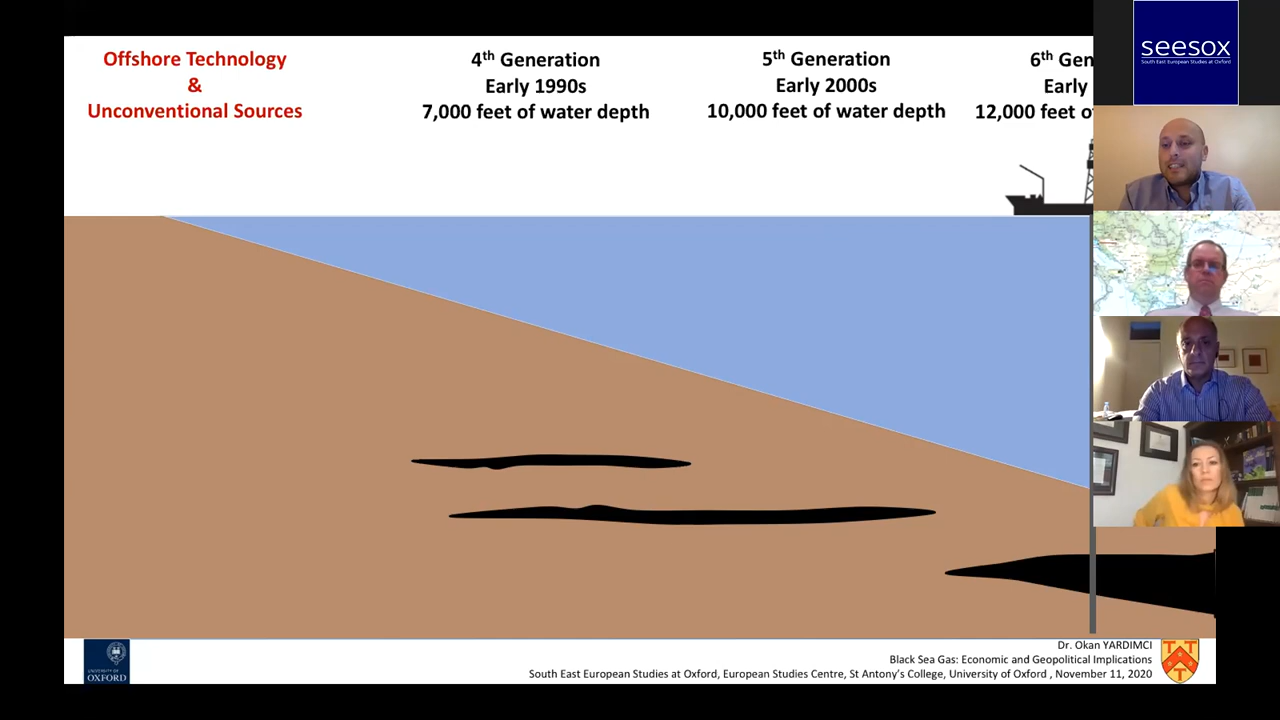 Offshore Technology
&
Unconventional Sources
4th Generation
Early 1990s
7,000 feet of water depth
5th Generation
Early 2000s
10,000 feet of water depth
6th Gen
Early
12,000 feet o
seesox
South East European Studies at Oxford
UNIVERSITY OF
OXFORD
Dr. Okan YARDIMCI
Black Sea Gas: Economic and Geopolitical Implications
South East European Studies at Oxford, European Studies Centre, St Antony's College, University of Oxford , November 11, 2020